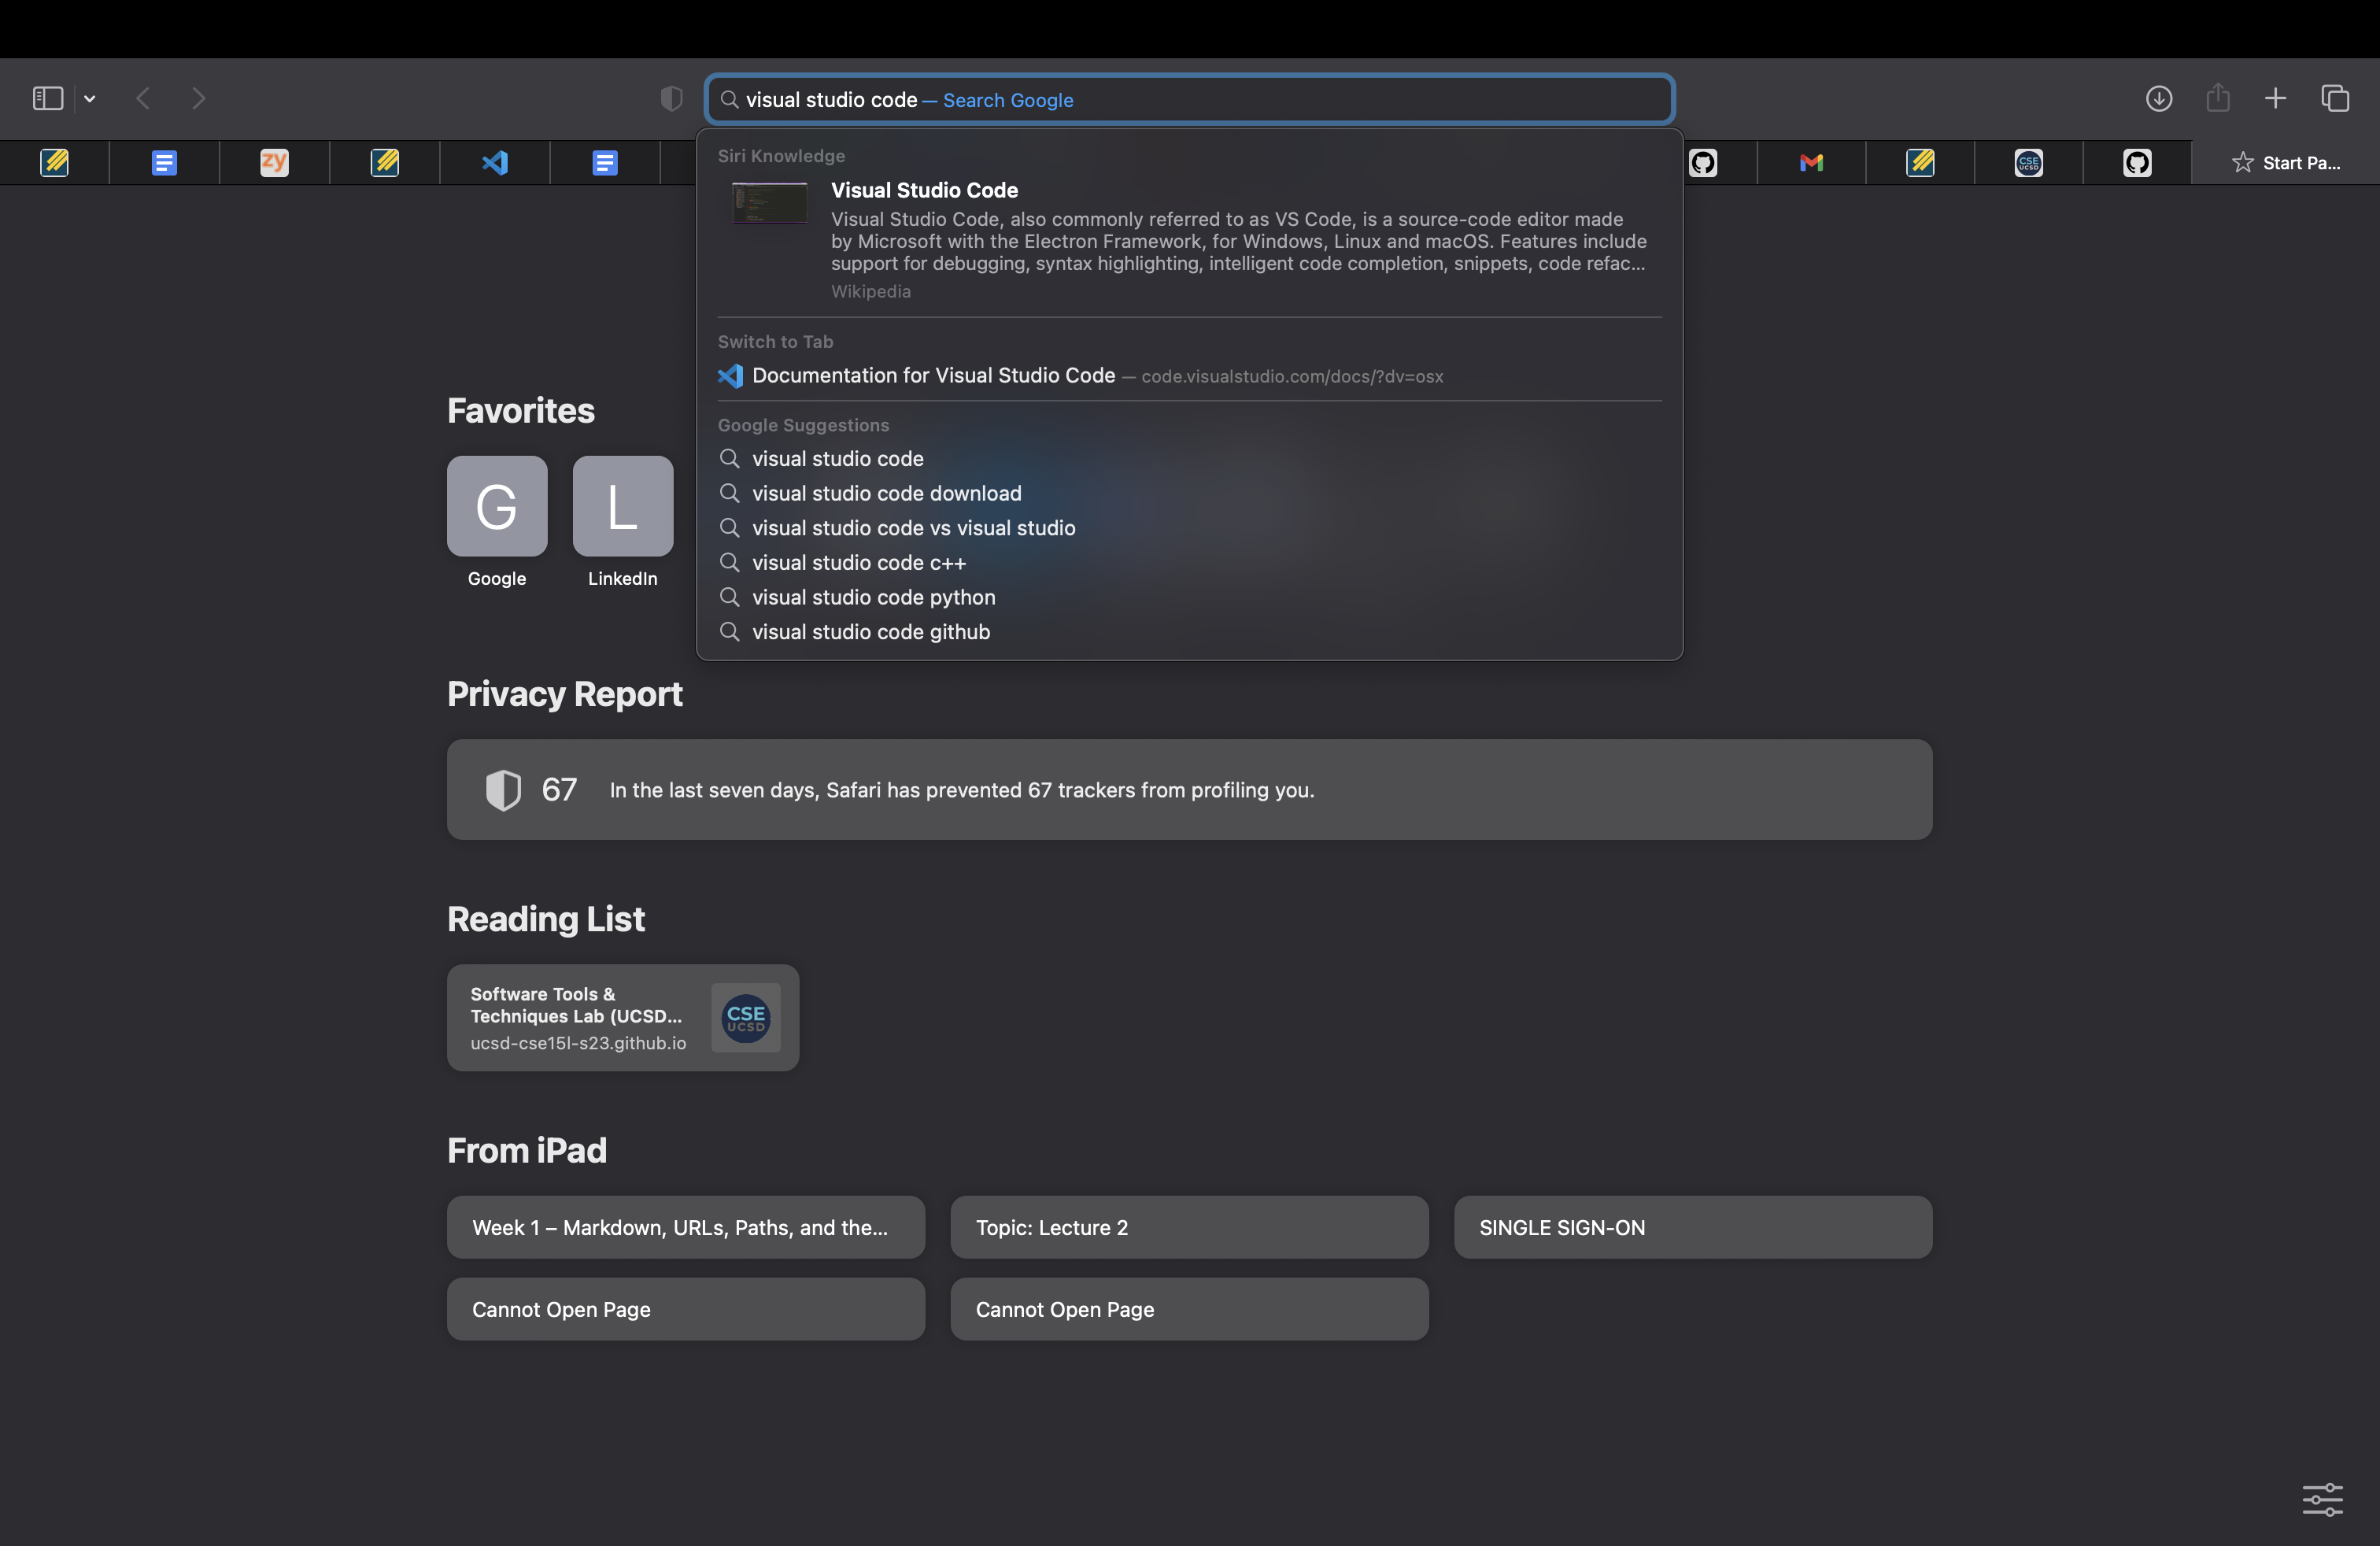 visual studio code — Search Google
zy
CSE
UCSD
Start Pa...
Siri Knowledge
Visual Studio Code
Visual Studio Code, also commonly referred to as VS Code, is a source-code editor made
by Microsoft with the Electron Framework, for Windows, Linux and macOS. Features include
support for debugging, syntax highlighting, intelligent code completion, snippets, code refac...
Wikipedia
Switch to Tab
Documentation for Visual Studio Code — code.visualstudio.com/docs/?dv=osx
Google Suggestions
visual studio code
visual studio code download
visual studio code vs visual studio
visual studio code c++
visual studio code python
visual studio code github
Favorites
G
L
Google
LinkedIn
Privacy Report
67
In the last seven days, Safari has prevented 67 trackers from profiling you.
Reading List
Software Tools &
Techniques Lab (UCSD...
ucsd-cse15l-s23.github.io
CSE
UCSD
From iPad
Week 1 – Markdown, URLs, Paths, and the...
Topic: Lecture 2
SINGLE SIGN-ON
Cannot Open Page
Cannot Open Page